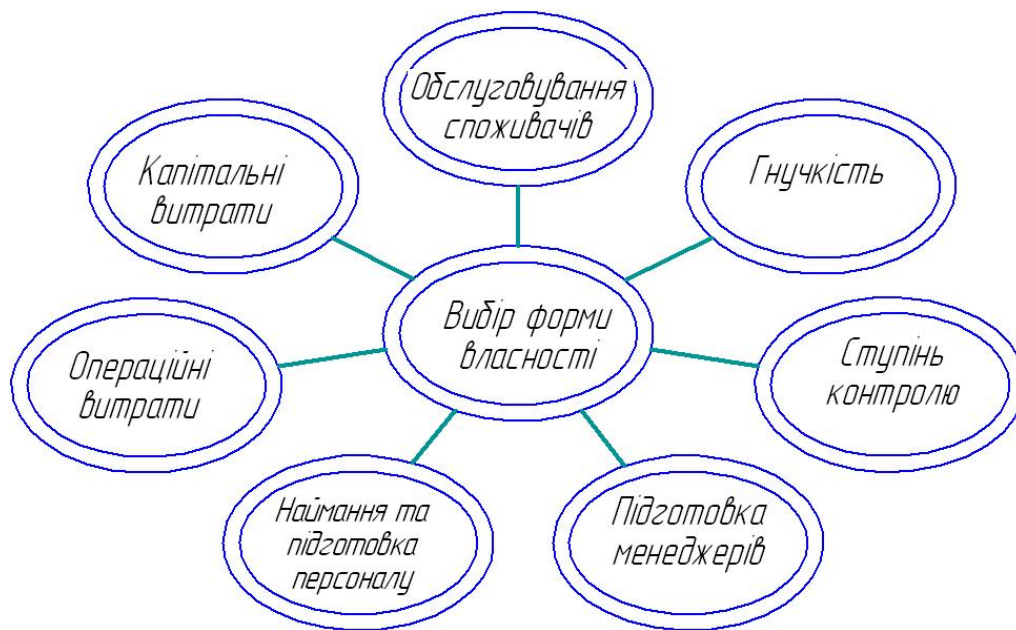 Обслуговування
споживачів
Капітальні
витрати
Гнучкість
Вибір форми
власності
Операційні
витрати
Ступінь
контролю
Наймання та
підготовка
персоналу
Підготовка
менеджерів